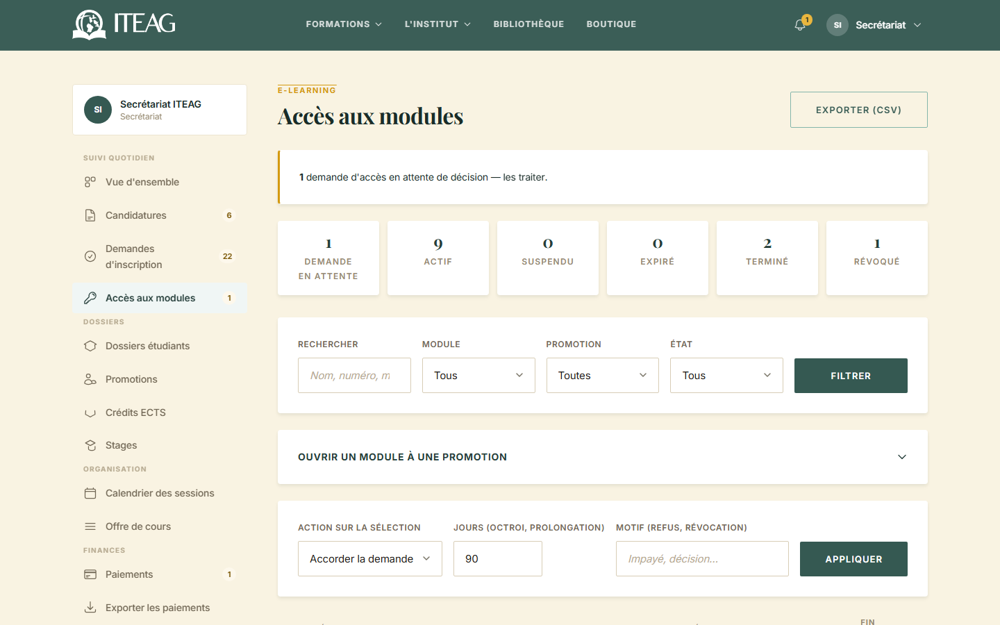 ITEAG
FORMATIONS
L'INSTITUT
BIBLIOTHÈQUE
BOUTIQUE
1
SI
Secrétariat
SI
Secrétariat ITEAG
Secrétariat
SUIVI QUOTIDIEN
Vue d'ensemble
Candidatures
6
Demandes
d'inscription
22
Accès aux modules
1
DOSSIERS
Dossiers étudiants
Promotions
Crédits ECTS
Stages
ORGANISATION
Calendrier des sessions
Offre de cours
FINANCES
Paiements
1
Exporter les paiements
E-LEARNING
Accès aux modules
EXPORTER (CSV)
1 demande d'accès en attente de décision — les traiter.
1
DEMANDE
EN ATTENTE
9
ACTIF
0
SUSPENDU
0
EXPIRÉ
2
TERMINÉ
1
RÉVOQUÉ
RECHERCHER
MODULE
PROMOTION
ÉTAT
Nom, numéro, m
Tous
Toutes
Tous
FILTRER
OUVRIR UN MODULE À UNE PROMOTION
ACTION SUR LA SÉLECTION
JOURS (OCTROI, PROLONGATION)
MOTIF (REFUS, RÉVOCATION)
Accorder la demande
90
Impayé, décision...
APPLIQUER
FIN